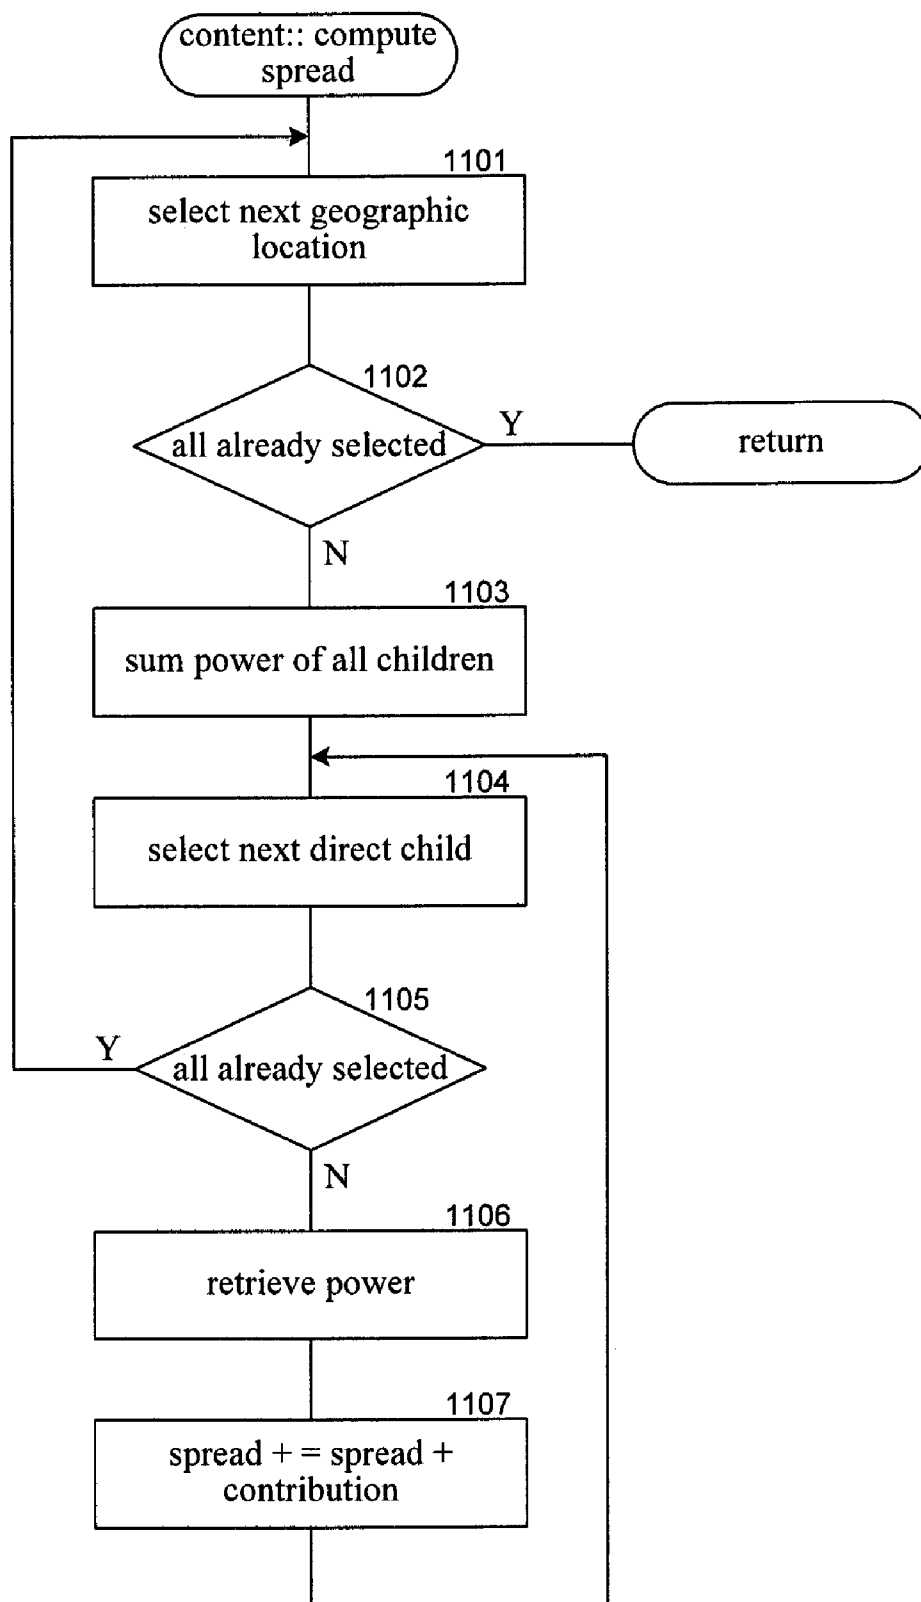 content:: compute
spread
1101
select next geographic
location
1102
all already selected
Y
return
N
1103
sum power of all children
1104
select next direct child
1105
Y
all already selected
N
1106
retrieve power
1107
spread + = spread +
contribution